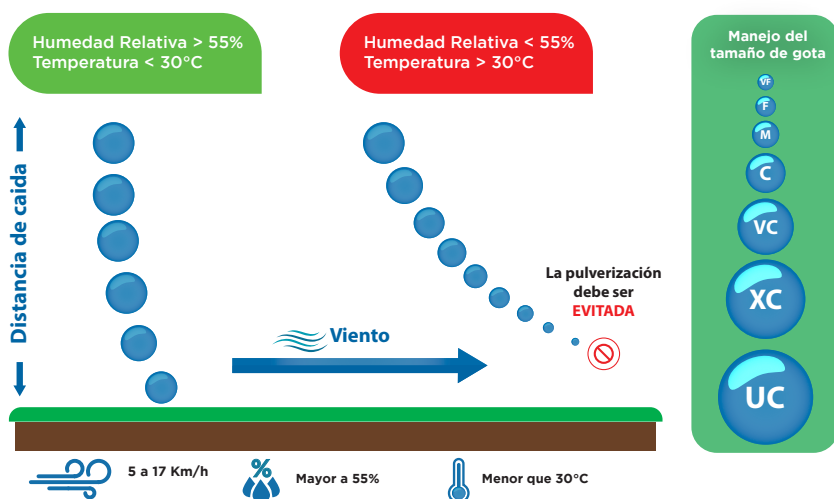 Humedad Relativa > 55%
Temperatura < 30°C
Humedad Relativa < 55%
Temperatura > 30°C
Manejo del
tamaño de gota
VF
F
M
C
VC
XC
UC
Distancia de caida
La pulverización
debe ser
EVITADA
Viento
5 a 17 Km/h
%
Mayor a 55%
Menor que 30°C